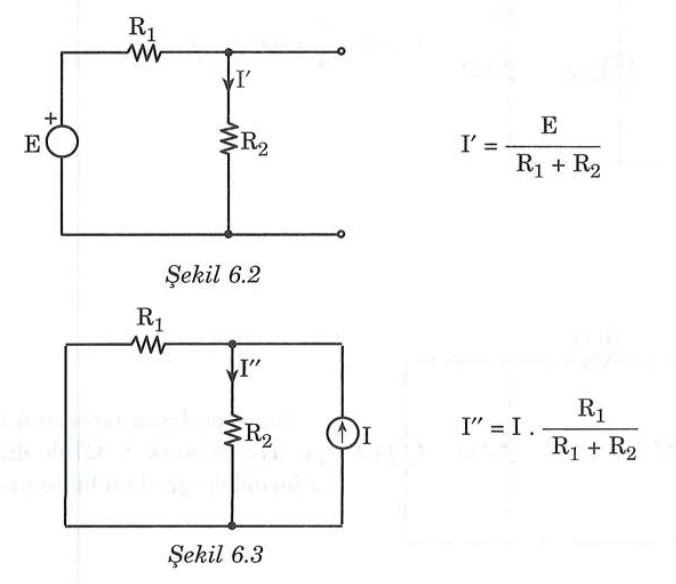 R₁
I′
E
+
R₂
I′ = E / (R₁ + R₂)
Şekil 6.2
R₁
I″
R₂
I
I″ = I . R₁ / (R₁ + R₂)
Şekil 6.3